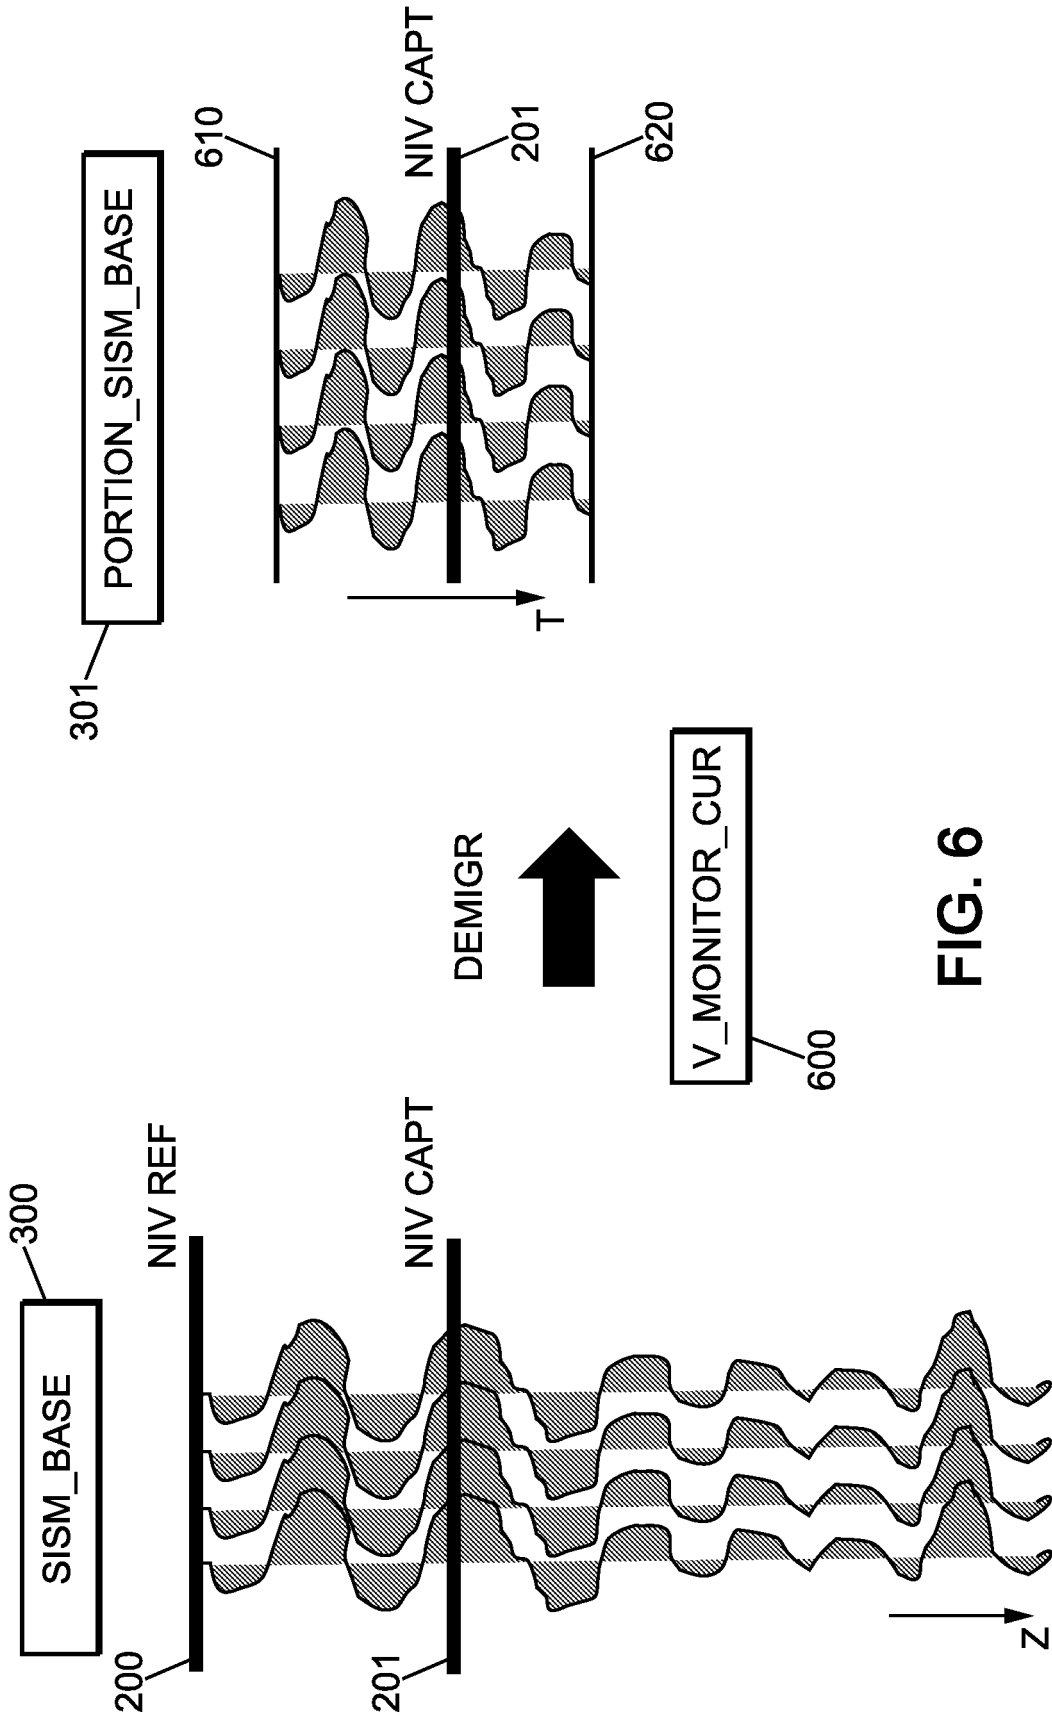 SISM_BASE
300
NIV REF
200
NIV CAPT
201
Z
DEMIGR
V_MONITOR_CUR
600
301
PORTION_SISM_BASE
610
NIV CAPT
201
620
T
FIG. 6